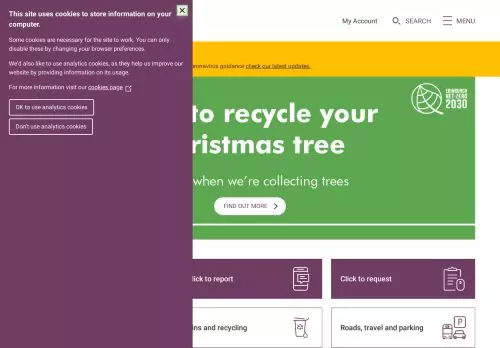 This site uses cookies to store information on your
computer.
Some cookies are necessary for the site to work. You can only
disable these by changing your browser preferences.
We'd also like to use analytics cookies, as they help us improve our
website by providing information on its usage.
For more information visit our cookies page
OK to use analytics cookies
Don't use analytics cookies
My Account
SEARCH
MENU
oronavirus guidance check our latest updates.
to recycle your
ristmas tree
when we're collecting trees
FIND OUT MORE
EDINBURGH
NET ZERO
2030
lick to report
Click to request
ins and recycling
Roads, travel and parking